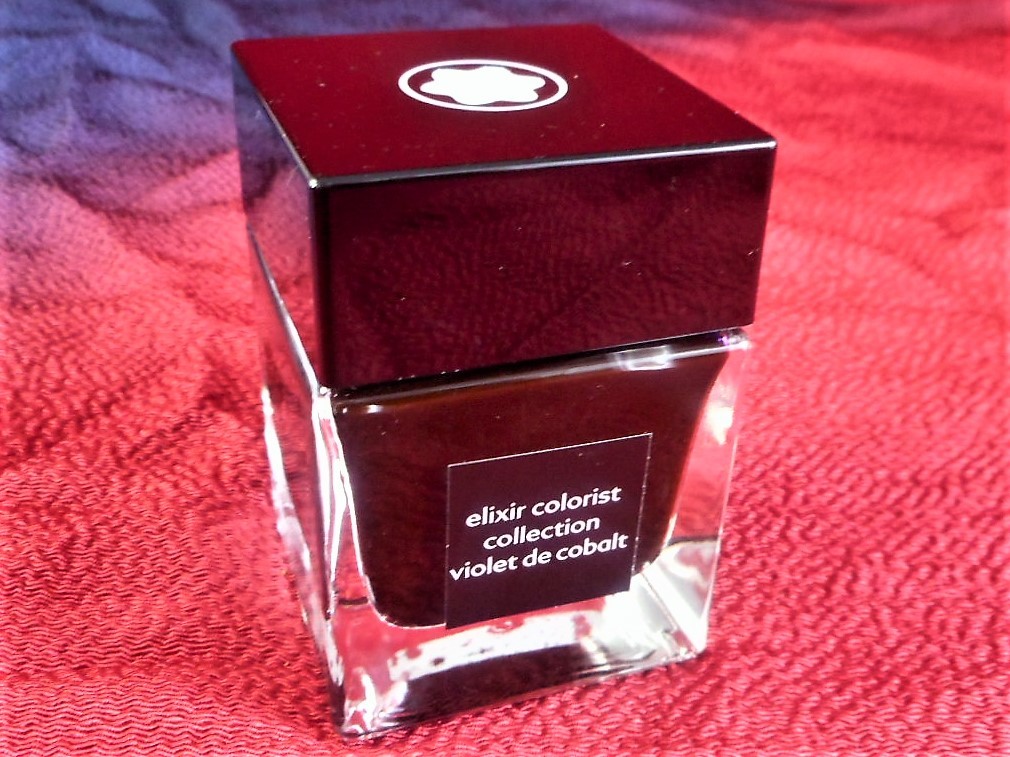 elixir colorist
collection
violet de cobalt